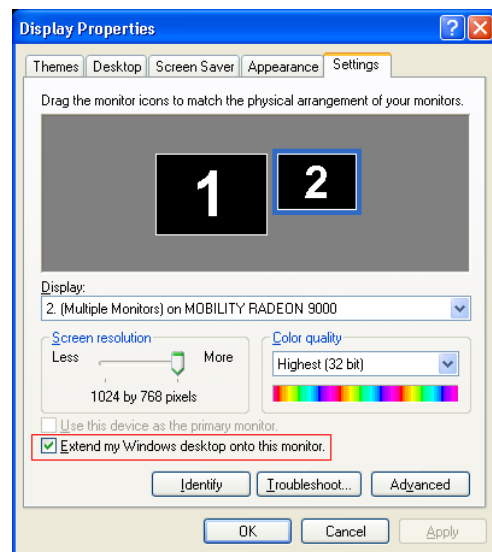 Display Properties
Themes Desktop Screen Saver Appearance Settings
Drag the monitor icons to match the physical arrangement of your monitors.
1 2
Display:
2. (Multiple Monitors) on MOBILITY RADEON 9000
Screen resolution
Less More
1024 by 768 pixels
Color quality
Highest (32 bit)
Use this device as the primary monitor.
Extend my Windows desktop onto this monitor.
Identify Troubleshoot... Advanced
OK Cancel Apply